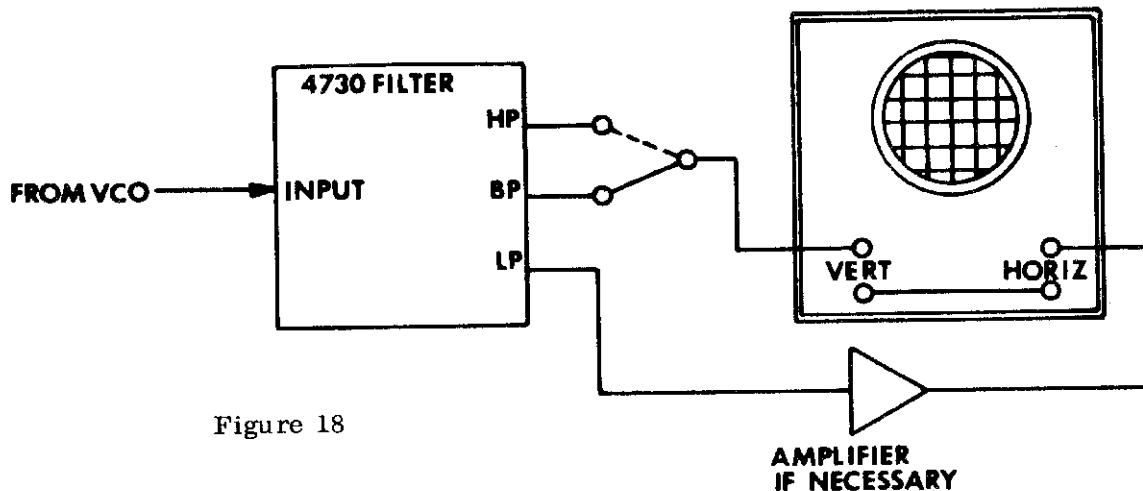 4730 FILTER
HP
FROM VCO
INPUT
BP
LP
VERT
HORIZ
Figure 18
AMPLIFIER
IF NECESSARY